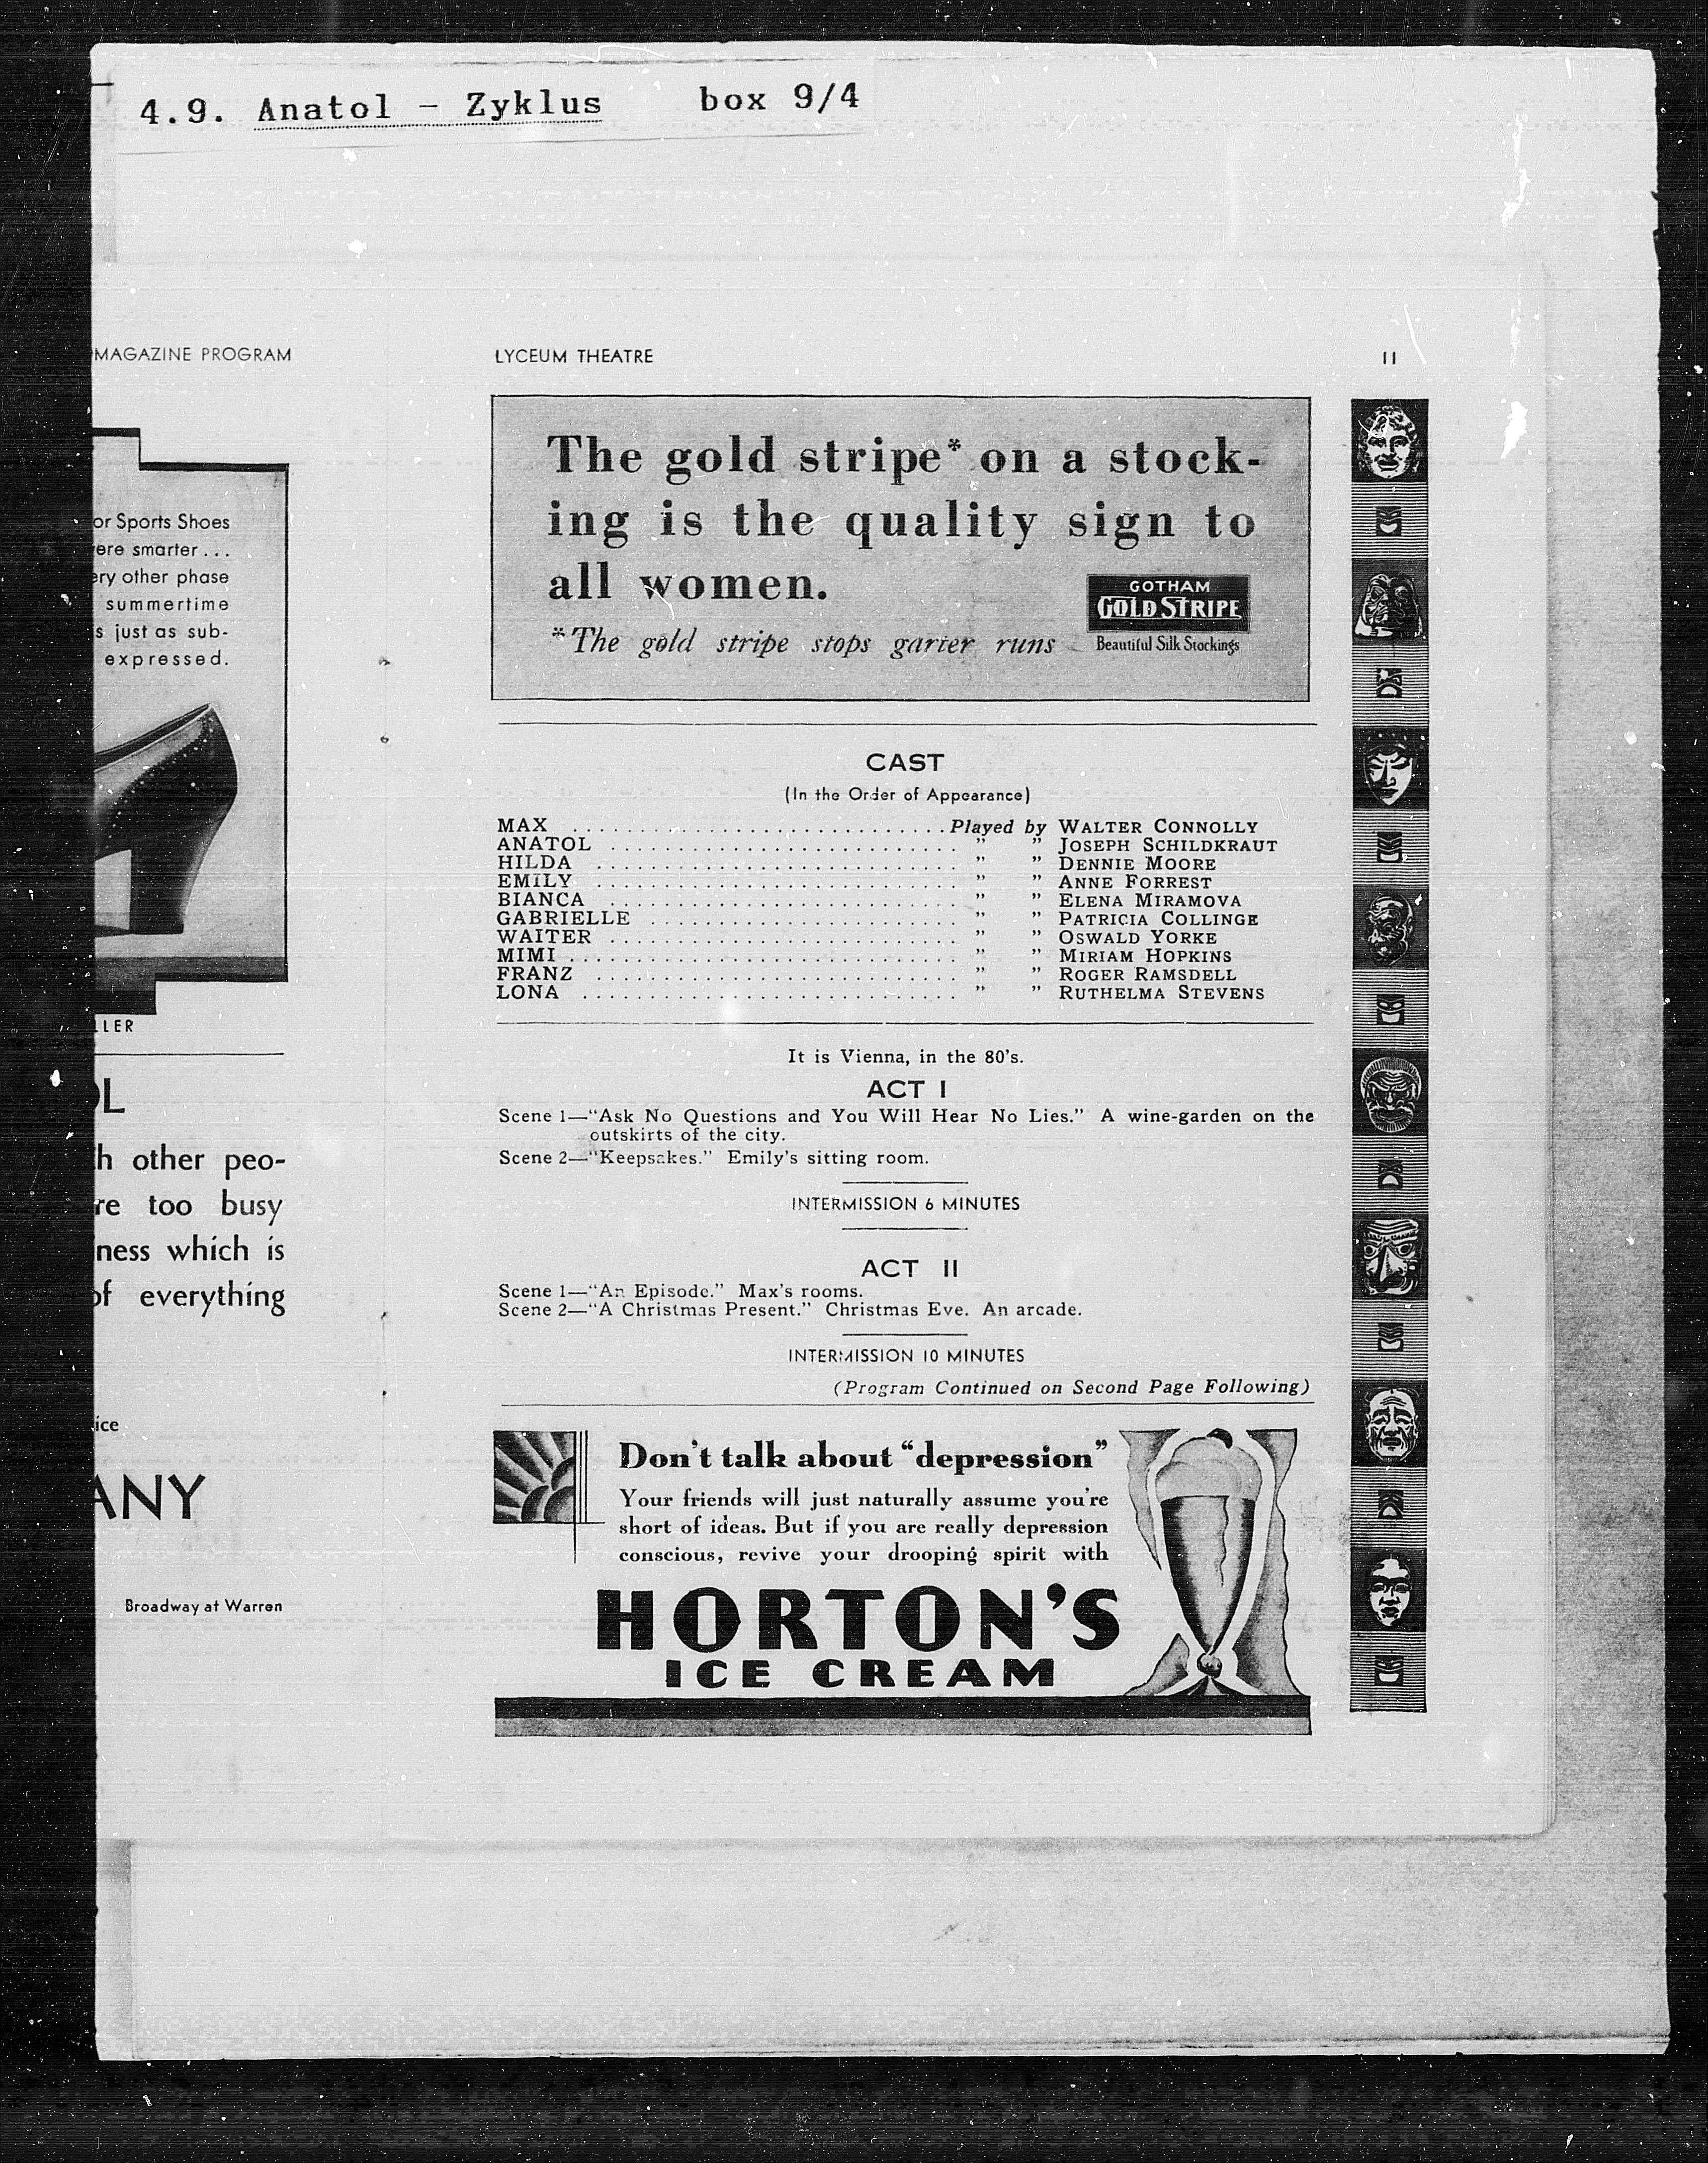 4.9. Anatol - Zyklus box 9/4
MAGAZINE PROGRAM
or Sports Shoes
ere smarter...
ery other phase
summertime
s just as sub-
expressed.
LLER
OL
h other peo-
re too busy
ness which is
of everything
ice
ANY
Broadway at Warren
LYCEUM THEATRE 11
The gold stripe* on a stock-
ing is the quality sign to
all women.
*The gold stripe stops garter runs
GOTHAM
GOLD STRIPE
Beautiful Silk Stockings
CAST
(In the Order of Appearance)
MAX ............................ Played by WALTER CONNOLLY
ANATOL ............................ " " JOSEPH SCHILDKRAUT
HILDA ............................ " " DENNIE MOORE
EMILY ............................ " " ANNE FORREST
BIANCA ............................ " " ELENA MIRAMOVA
GABRIELLE ............................ " " PATRICIA COLLINGE
WAITER ............................ " " OSWALD YORKE
MIMI ............................ " " MIRIAM HOPKINS
FRANZ ............................ " " ROGER RAMSDELL
LONA ............................ " " RUTHELMA STEVENS
It is Vienna, in the 80's.
ACT I
Scene 1—"Ask No Questions and You Will Hear No Lies." A wine-garden on the
outskirts of the city.
Scene 2—"Keepsakes." Emily's sitting room.
INTERMISSION 6 MINUTES
ACT II
Scene 1—"An Episode." Max's rooms.
Scene 2—"A Christmas Present." Christmas Eve. An arcade.
INTERMISSION 10 MINUTES
(Program Continued on Second Page Following)
Don't talk about "depression"
Your friends will just naturally assume you're
short of ideas. But if you are really depression
conscious, revive your drooping spirit with
HORTON'S
ICE CREAM